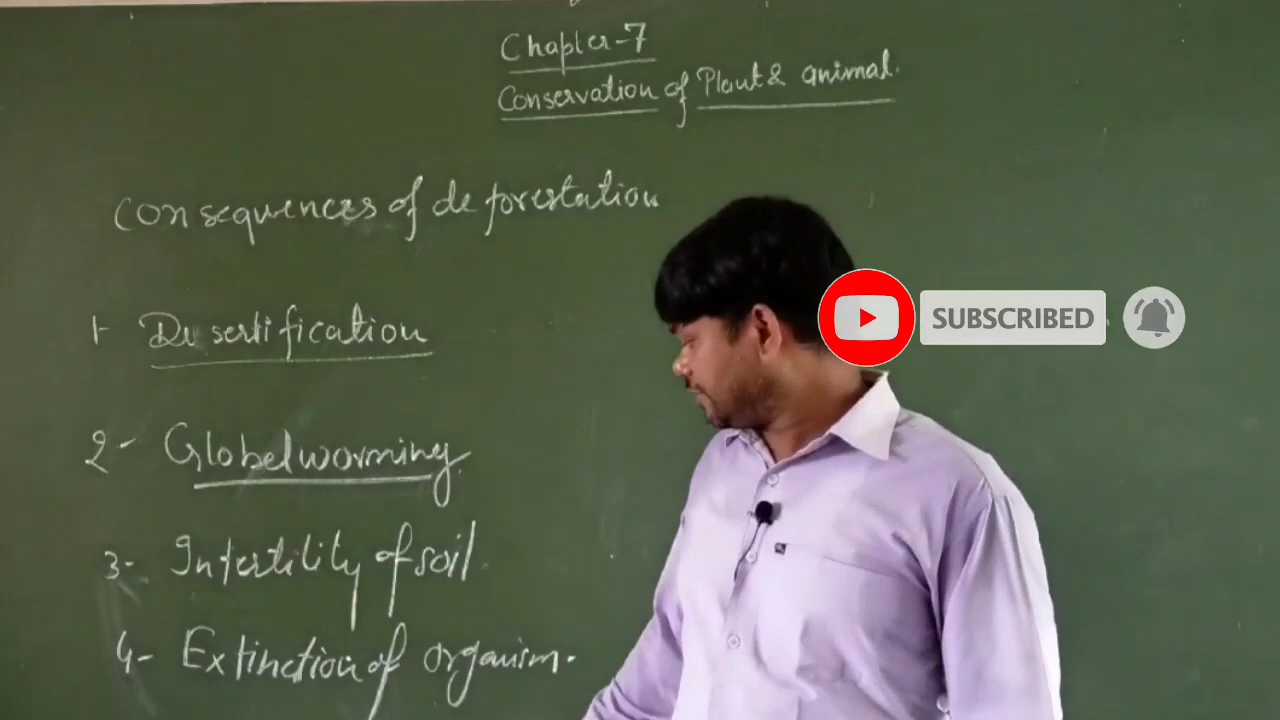 Chapter-7
Conservation of Plant & animal.
Consequences of deforestation
1- Desertification
SUBSCRIBED
2- Globelworming
3- Infertility of soil
4- Extinction of organism.